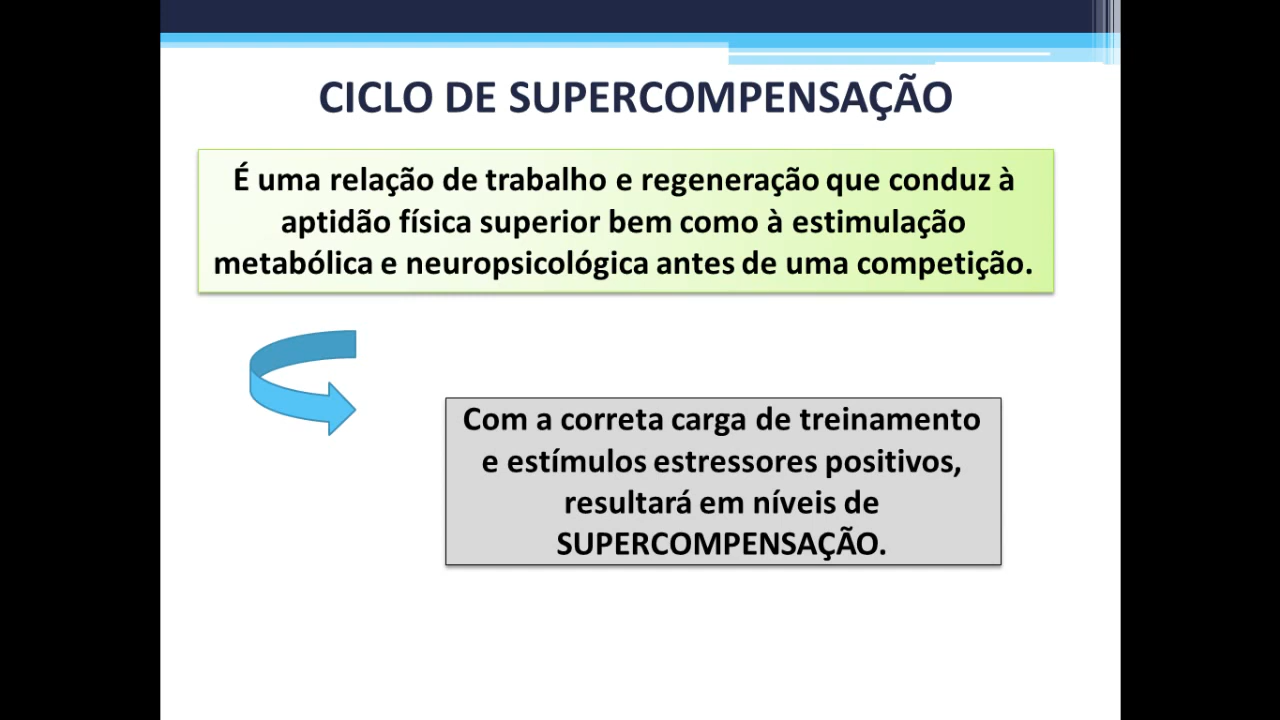 CICLO DE SUPERCOMPENSAÇÃO
É uma relação de trabalho e regeneração que conduz à
aptidão física superior bem como à estimulação
metabólica e neuropsicológica antes de uma competição.
Com a correta carga de treinamento
e estímulos estressores positivos,
resultará em níveis de
SUPERCOMPENSAÇÃO.